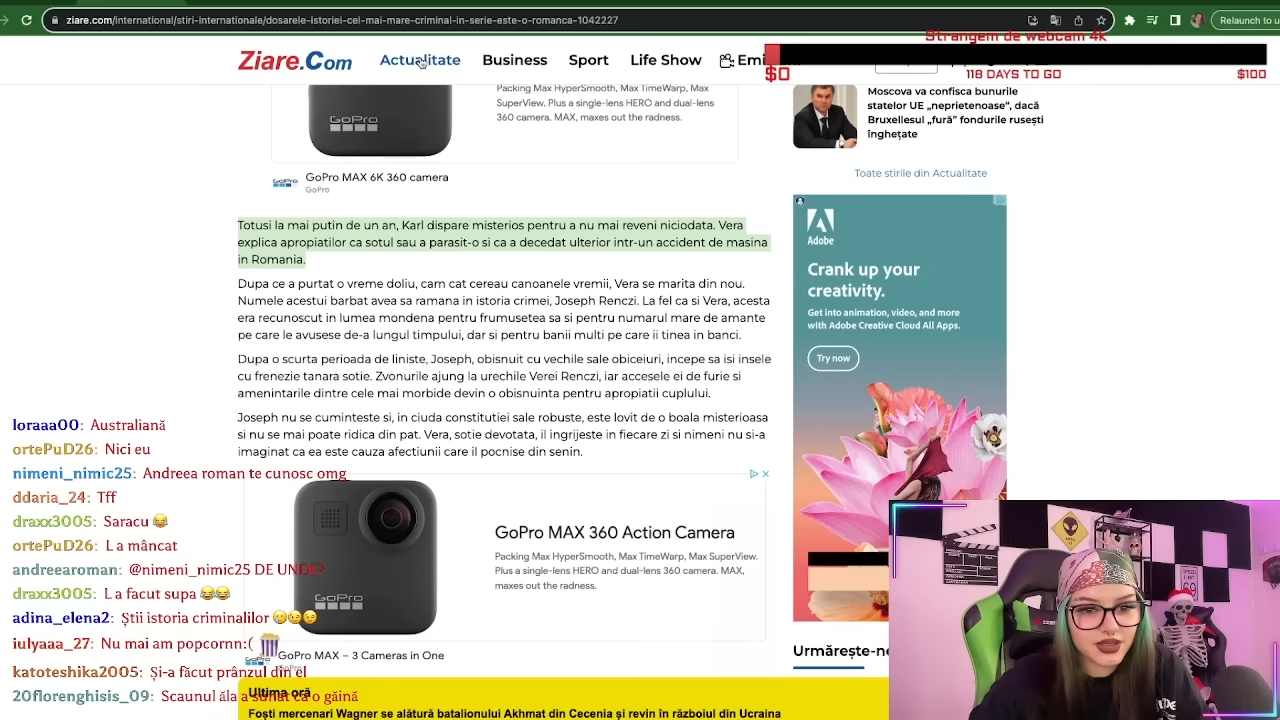 ziare.com/international/stiri-internationale/dosarele-istoriei-cel-mai-mare-criminal-in-serie-este-o-romanca-1042227
Relaunch to u
Strangem de webcam 4k
$0
118 DAYS TO GO
$100
Ziare.Com
Actualitate
Business
Sport
Life Show
Emi
Packing Max HyperSmooth, Max TimeWarp, Max
SuperView. Plus a single-lens HERO and dual-lens
360 camera. MAX, maxes out the radness.
GoPro
GoPro
GoPro MAX 6K 360 camera
GoPro
Moscova va confisca bunurile
statelor UE „neprietenoase”, dacă
Bruxellesul „fură” fondurile rusești
înghețate
Toate stirile din Actualitate
Totusi la mai putin de un an, Karl dispare misterios pentru a nu mai reveni niciodata. Vera
explica apropiatilor ca sotul sau a parasit-o si ca a decedat ulterior intr-un accident de masina
in Romania.
Dupa ce a purtat o vreme doliu, cam cat cereau canoanele vremii, Vera se marita din nou.
Numele acestui barbat avea sa ramana in istoria crimei, Joseph Renczi. La fel ca si Vera, acesta
era recunoscut in lumea mondena pentru frumusetea sa si pentru numarul mare de amante
pe care le avusese de-a lungul timpului, dar si pentru banii multi pe care ii tinea in banci.
Dupa o scurta perioada de liniste, Joseph, obisnuit cu vechile sale obiceiuri, incepe sa isi insele
cu frenezie tanara sotie. Zvonurile ajung la urechile Verei Renczi, iar accesele ei de furie si
amenintarile dintre cele mai morbide devin o obisnuinta pentru apropiatii cuplului.
Joseph nu se cuminteste si, in ciuda constitutiei sale robuste, este lovit de o boala misterioasa
si nu se mai poate ridica din pat. Vera, sotie devotata, il ingrijeste in fiecare zi si nimeni nu si-a
imaginat ca ea este cauza afectiunii care il pocnise din senin.
Adobe
Crank up your
creativity.
Get into animation, video, and more
with Adobe Creative Cloud All Apps.
Try now
loraaa00: Australiană
ortePuD26: Nici eu
nimeni_nimic25: Andreea roman te cunosc omg
ddaria_24: Tff
draxx3005: Saracu 😂
ortePuD26: L a mâncat
andreearoman: @nimeni_nimic25 DE UNDE?
draxx3005: L a facut supa 😂😂
adina_elena2: Știi istoria criminalilor 🥲😉😉
iulyaaa_27: Nu mai am popcorn:( 🍿
katoteshika2005: Și-a făcut prânzul din el
20florenghisis_09: Scaunul ăla a sunat ca o găină
GoPro MAX 360 Action Camera
Packing Max HyperSmooth, Max TimeWarp, Max SuperView.
Plus a single-lens HERO and dual-lens 360 camera. MAX,
maxes out the radness.
GoPro
GoPro MAX – 3 Cameras in One
GoPro
Urmărește-ne
Ultima oră
Foști mercenari Wagner se alătură batalionului Akhmat din Cecenia și revin în războiul din Ucraina